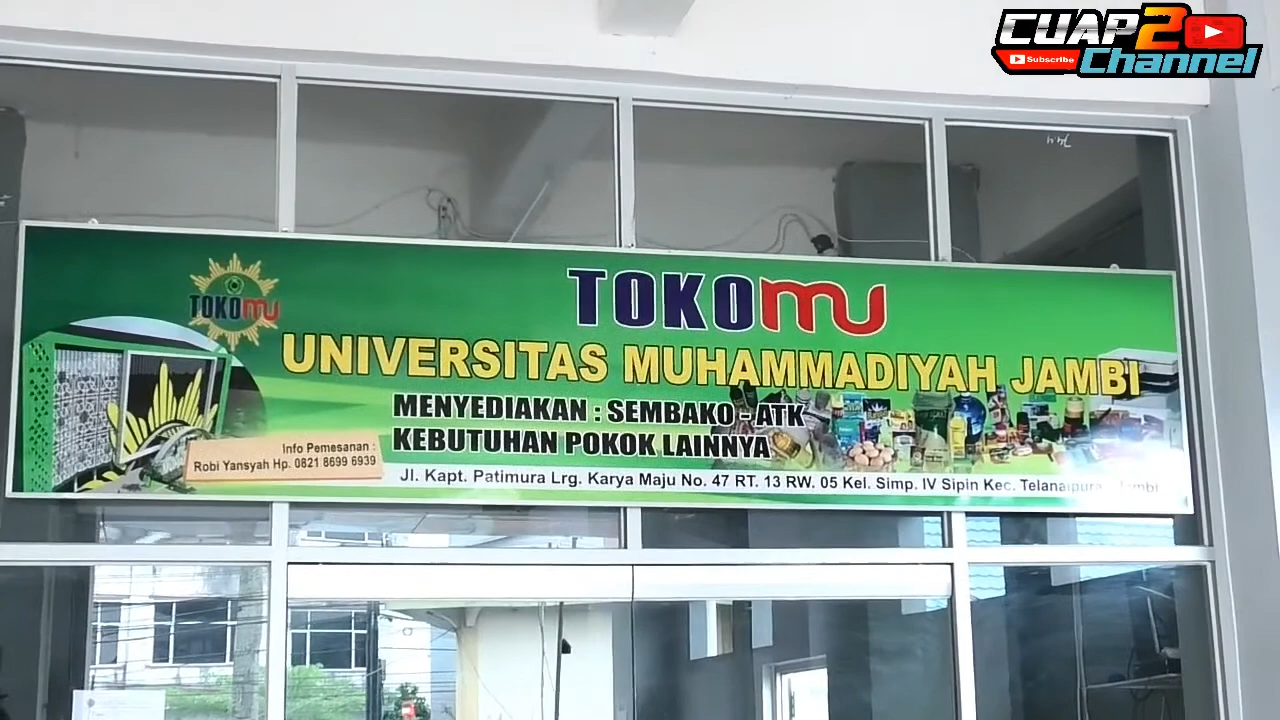 CUAP2
Subscribe
Channel
TOKOMU
TOKOMU
UNIVERSITAS MUHAMMADIYAH JAMBI
MENYEDIAKAN : SEMBAKO - ATK
KEBUTUHAN POKOK LAINNYA
Info Pemesanan :
Robi Yansyah Hp. 0821 8699 6939
Jl. Kapt. Patimura Lrg. Karya Maju No. 47 RT. 13 RW. 05 Kel. Simp. IV Sipin Kec. Telanaipura - Jambi